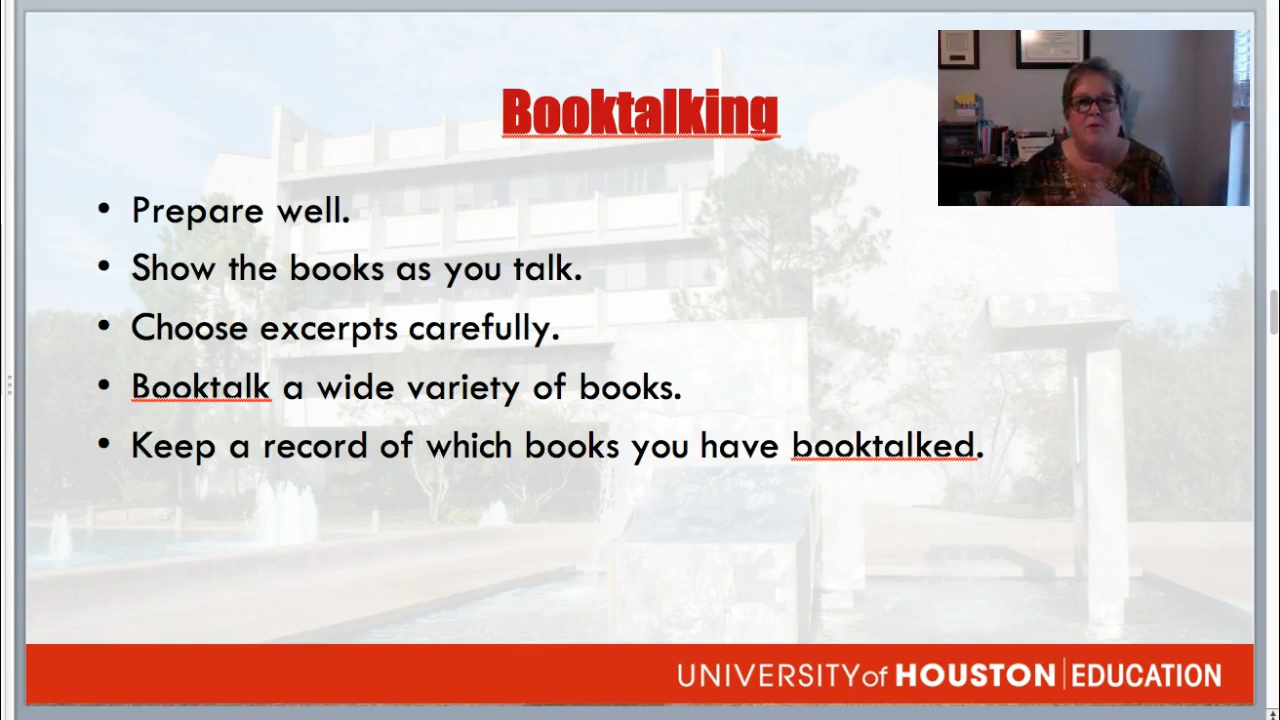 Booktalking
• Prepare well.
• Show the books as you talk.
• Choose excerpts carefully.
• Booktalk a wide variety of books.
• Keep a record of which books you have booktalked.
UNIVERSITY of HOUSTON | EDUCATION